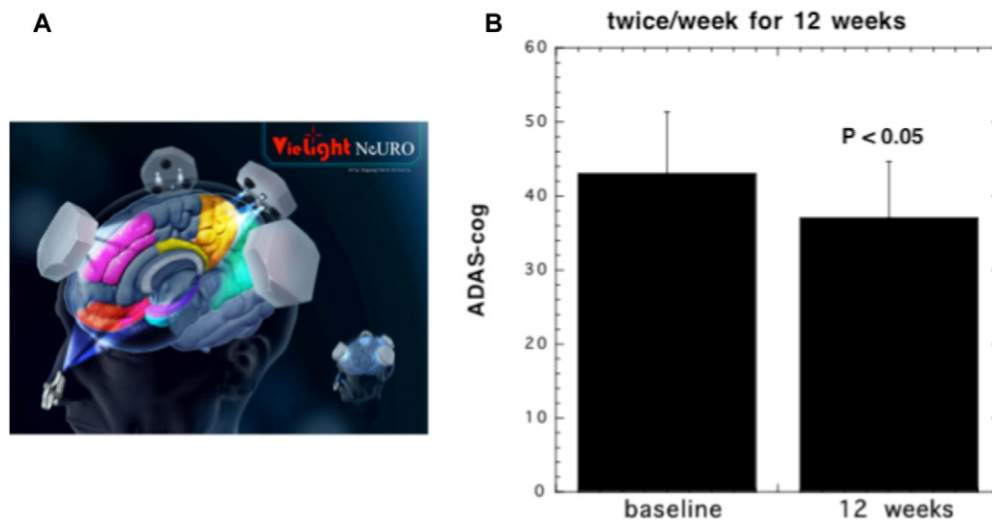 A
VieLight NeURO
B
twice/week for 12 weeks
60
50
40
30
20
10
0
ADAS-cog
P < 0.05
baseline
12 weeks